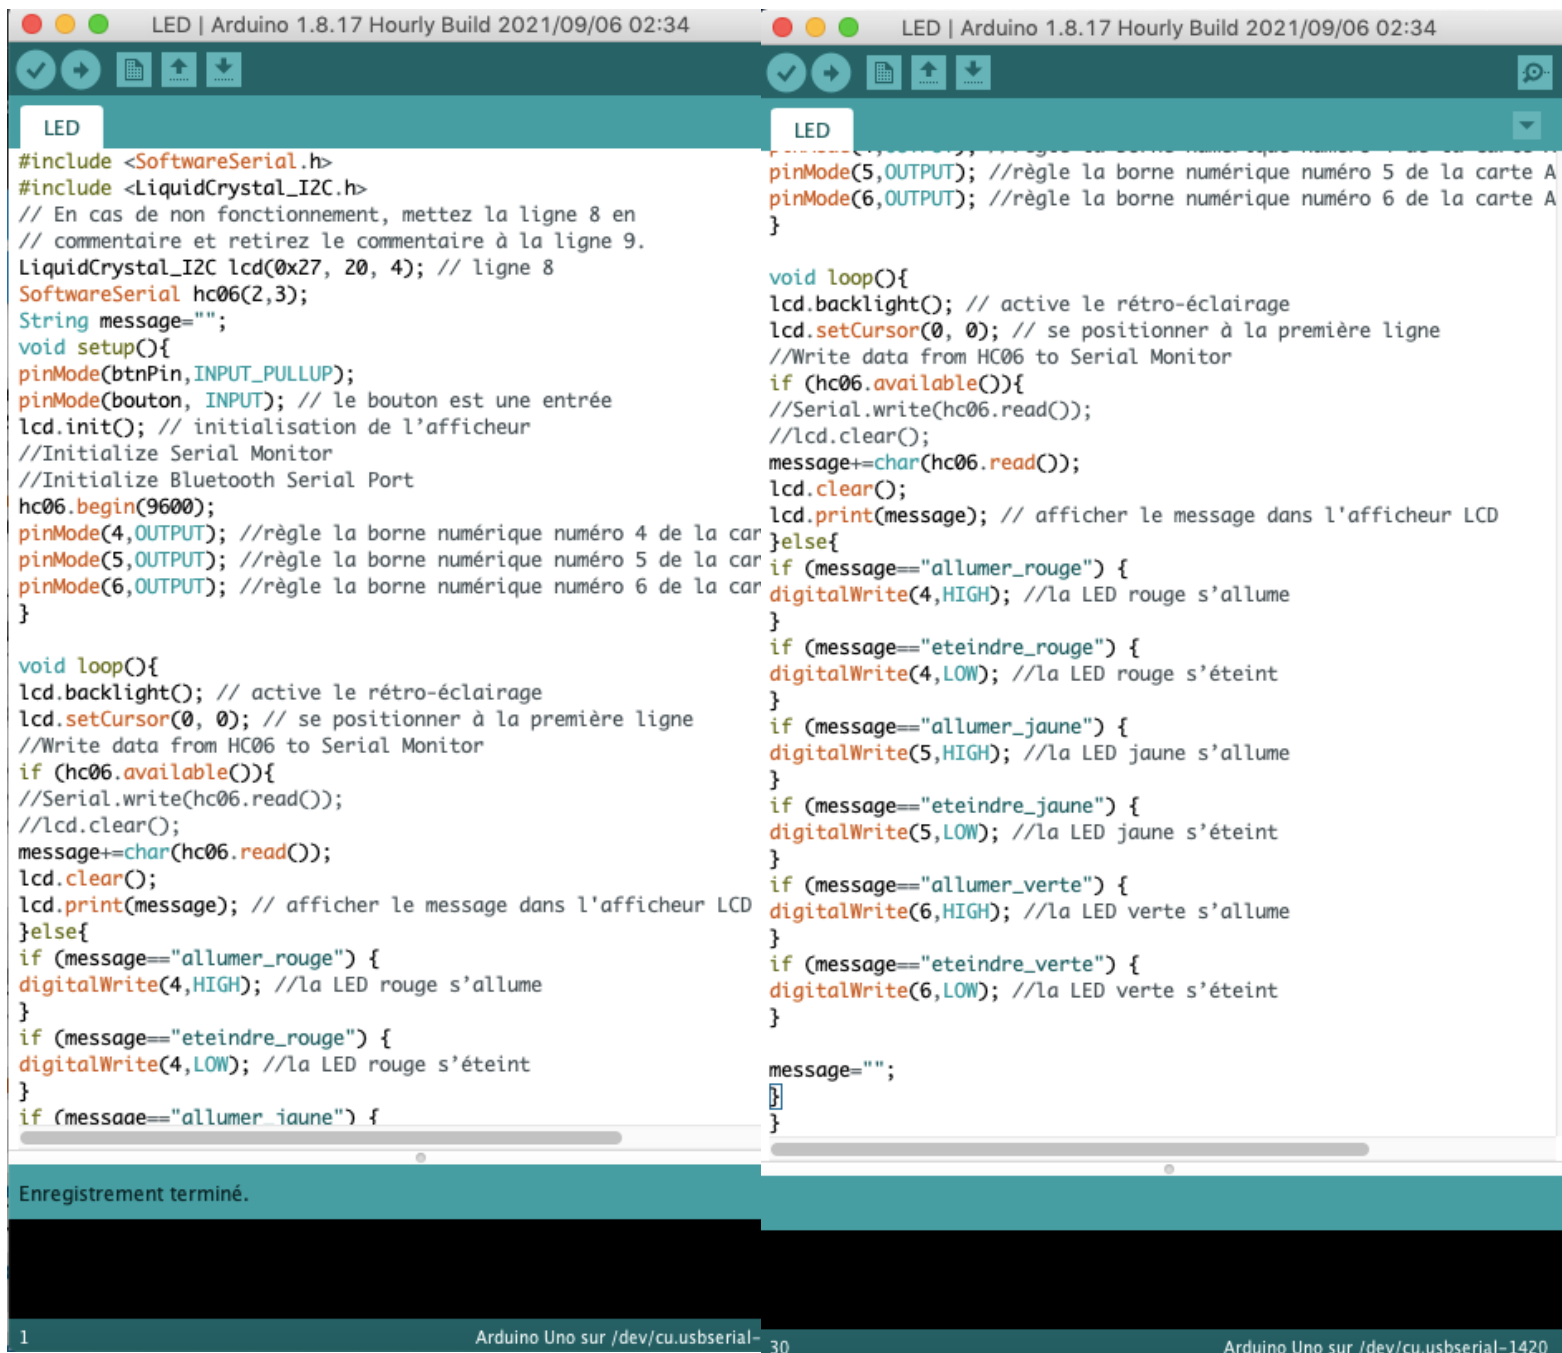 LED | Arduino 1.8.17 Hourly Build 2021/09/06 02:34
LED
#include <SoftwareSerial.h>
#include <LiquidCrystal_I2C.h>
// En cas de non fonctionnement, mettez la ligne 8 en
// commentaire et retirez le commentaire à la ligne 9.
LiquidCrystal_I2C lcd(0x27, 20, 4); // ligne 8
SoftwareSerial hc06(2,3);
String message="";
void setup(){
pinMode(btnPin,INPUT_PULLUP);
pinMode(bouton, INPUT); // le bouton est une entrée
lcd.init(); // initialisation de l’afficheur
//Initialize Serial Monitor
//Initialize Bluetooth Serial Port
hc06.begin(9600);
pinMode(4,OUTPUT); //règle la borne numérique numéro 4 de la car
pinMode(5,OUTPUT); //règle la borne numérique numéro 5 de la car
pinMode(6,OUTPUT); //règle la borne numérique numéro 6 de la car
}
void loop(){
lcd.backlight(); // active le rétro-éclairage
lcd.setCursor(0, 0); // se positionner à la première ligne
//Write data from HC06 to Serial Monitor
if (hc06.available()){
//Serial.write(hc06.read());
//lcd.clear();
message+=char(hc06.read());
lcd.clear();
lcd.print(message); // afficher le message dans l'afficheur LCD
}else{
if (message=="allumer_rouge") {
digitalWrite(4,HIGH); //la LED rouge s’allume
}
if (message=="eteindre_rouge") {
digitalWrite(4,LOW); //la LED rouge s’éteint
}
if (message=="allumer_jaune") {
Enregistrement terminé.
1
Arduino Uno sur /dev/cu.usbserial-
LED | Arduino 1.8.17 Hourly Build 2021/09/06 02:34
LED
pinMode(4,OUTPUT); //règle la borne numérique numéro 4 de la carte A
pinMode(5,OUTPUT); //règle la borne numérique numéro 5 de la carte A
pinMode(6,OUTPUT); //règle la borne numérique numéro 6 de la carte A
}
void loop(){
lcd.backlight(); // active le rétro-éclairage
lcd.setCursor(0, 0); // se positionner à la première ligne
//Write data from HC06 to Serial Monitor
if (hc06.available()){
//Serial.write(hc06.read());
//lcd.clear();
message+=char(hc06.read());
lcd.clear();
lcd.print(message); // afficher le message dans l'afficheur LCD
}else{
if (message=="allumer_rouge") {
digitalWrite(4,HIGH); //la LED rouge s’allume
}
if (message=="eteindre_rouge") {
digitalWrite(4,LOW); //la LED rouge s’éteint
}
if (message=="allumer_jaune") {
digitalWrite(5,HIGH); //la LED jaune s’allume
}
if (message=="eteindre_jaune") {
digitalWrite(5,LOW); //la LED jaune s’éteint
}
if (message=="allumer_verte") {
digitalWrite(6,HIGH); //la LED verte s’allume
}
if (message=="eteindre_verte") {
digitalWrite(6,LOW); //la LED verte s’éteint
}
message="";
}
}
30
Arduino Uno sur /dev/cu.usbserial-1420